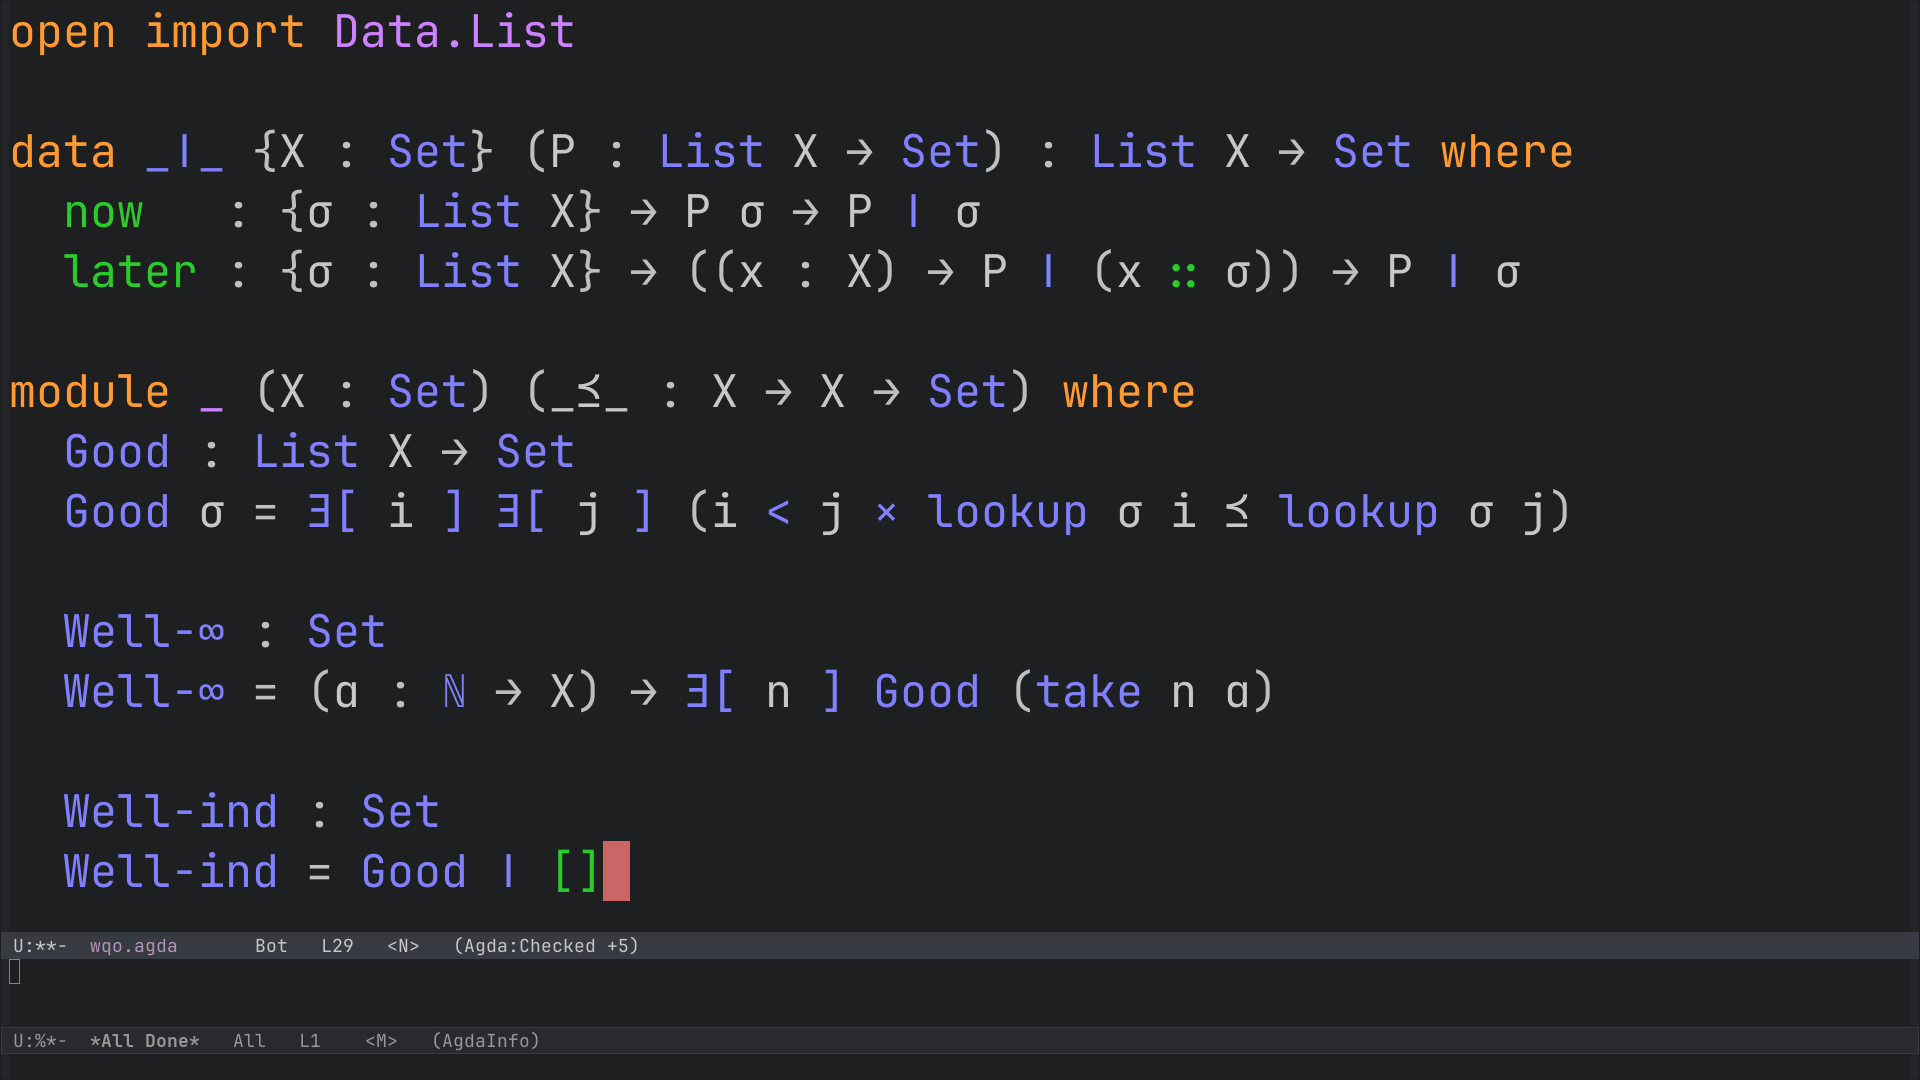 open import Data.List
data _∣_ {X : Set} (P : List X → Set) : List X → Set where
  now   : {σ : List X} → P σ → P ∣ σ
  later : {σ : List X} → ((x : X) → P ∣ (x ∷ σ)) → P ∣ σ
module _ (X : Set) (_≤_ : X → X → Set) where
  Good : List X → Set
  Good σ = ∃[ i ] ∃[ j ] (i < j × lookup σ i ≤ lookup σ j)
  Well-∞ : Set
  Well-∞ = (α : ℕ → X) → ∃[ n ] Good (take n α)
  Well-ind : Set
  Well-ind = Good ∣ []
U:**-  wqo.agda       Bot   L29   <N>   (Agda:Checked +5)
U:%*-  *All Done*   All   L1    <M>   (AgdaInfo)